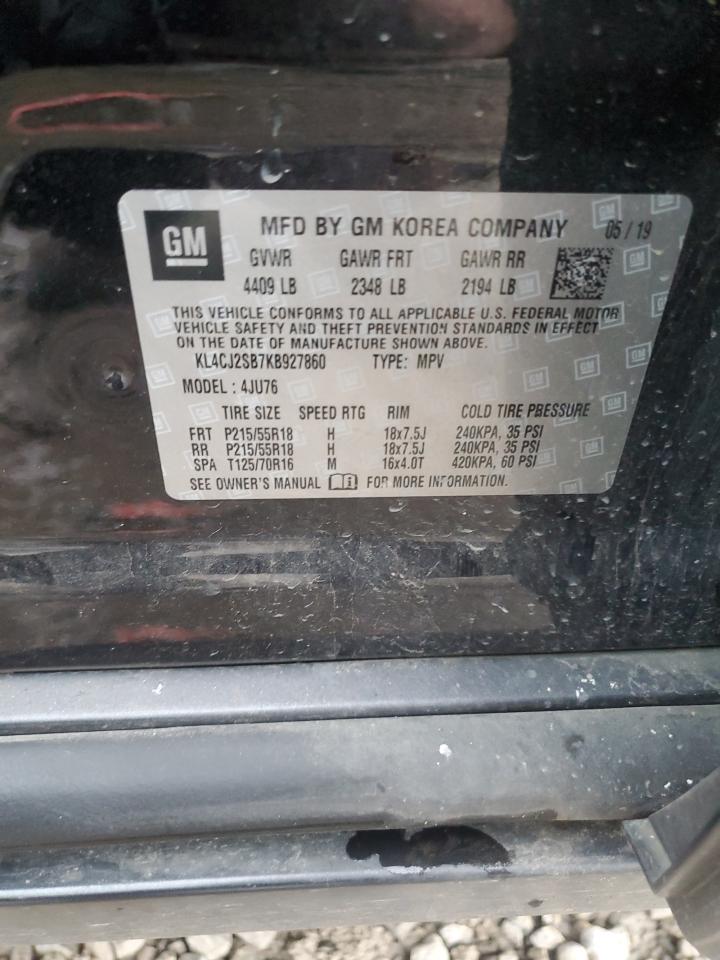 GM
MFD BY GM KOREA COMPANY 05/19
GVWR GAWR FRT GAWR RR
4409 LB 2348 LB 2194 LB
THIS VEHICLE CONFORMS TO ALL APPLICABLE U.S. FEDERAL MOTOR
VEHICLE SAFETY AND THEFT PREVENTION STANDARDS IN EFFECT
ON THE DATE OF MANUFACTURE SHOWN ABOVE.
KL4CJ2SB7KB927860 TYPE: MPV
MODEL : 4JU76
TIRE SIZE SPEED RTG RIM COLD TIRE PRESSURE
FRT P215/55R18 H 18x7.5J 240KPA, 35 PSI
RR P215/55R18 H 18x7.5J 240KPA, 35 PSI
SPA T125/70R16 M 16x4.0T 420KPA, 60 PSI
SEE OWNER'S MANUAL FOR MORE INFORMATION.